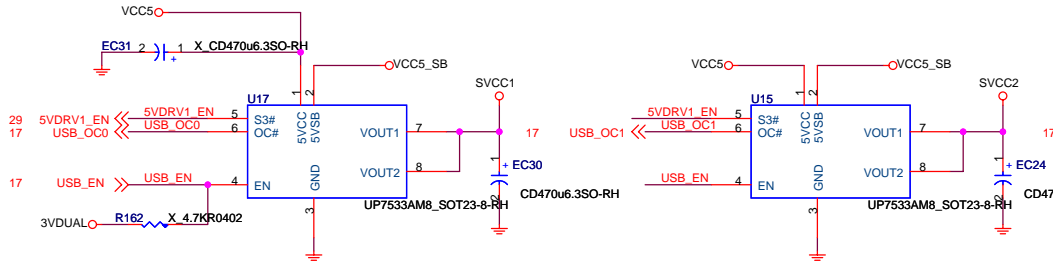 VCC5
EC31 2 1 X_CD470u6.3SO-RH
+
VCC5_SB
SVCC1
U17
1 2
29 5VDRV1_EN 5VDRV1_EN 5 S3# 5VCC 5VSB
17 USB_OC0 USB_OC0 6 OC# VOUT1 7
17 USB_EN USB_EN 4 EN GND VOUT2 8
3
1 + EC30
2 CD470u6.3SO-RH
UP7533AM8_SOT23-8-RH
3VDUAL R162 X_4.7KR0402
VCC5 VCC5_SB
SVCC2
U15
1 2
5VDRV1_EN 5 S3# 5VCC 5VSB
17 USB_OC1 USB_OC1 6 OC# VOUT1 7
USB_EN 4 EN GND VOUT2 8
3
17
1 + EC24
2 CD47
UP7533AM8_SOT23-8-RH